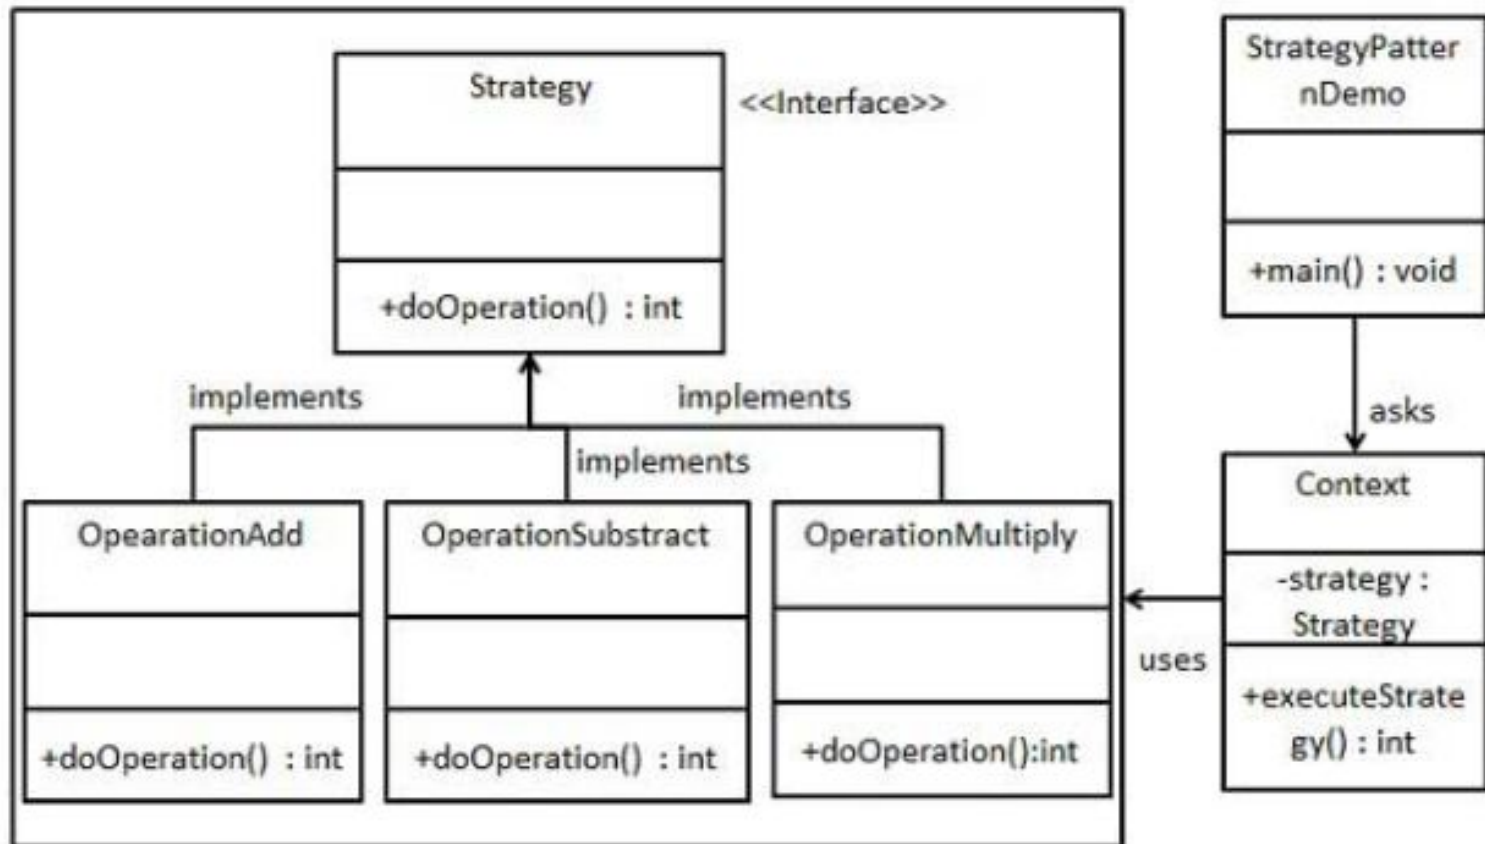 Strategy
<<Interface>>
+doOperation() : int
implements
implements
implements
OpearationAdd
+doOperation() : int
OperationSubstract
+doOperation() : int
OperationMultiply
+doOperation():int
StrategyPatter
nDemo
+main() : void
asks
Context
-strategy :
Strategy
+executeStrate
gy() : int
uses